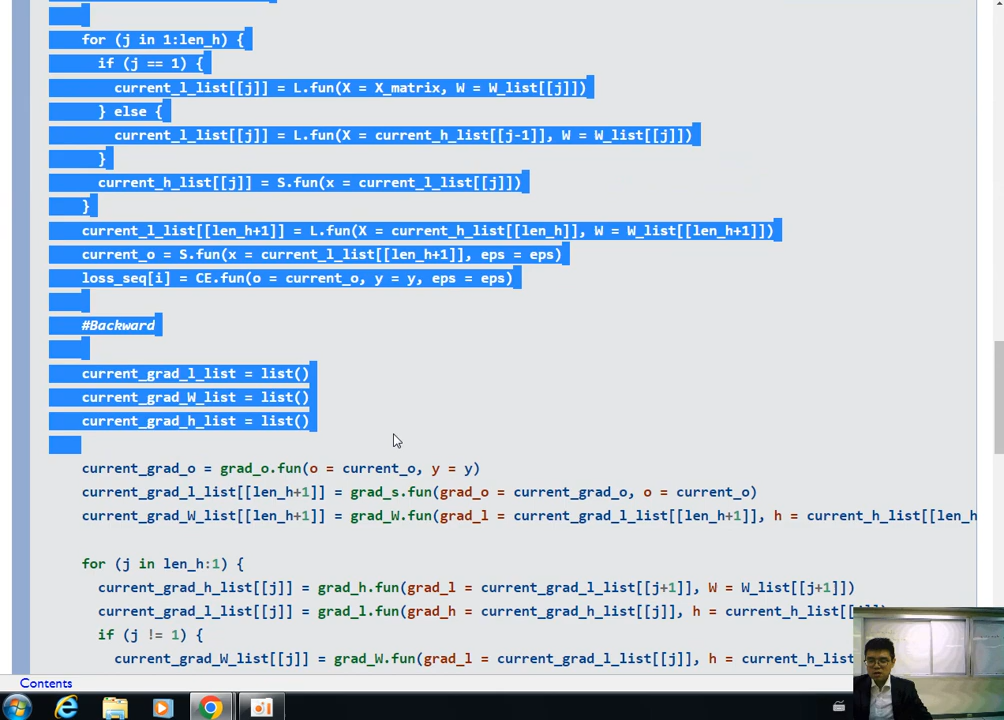 for (j in 1:len_h) {
if (j == 1) {
current_l_list[[j]] = L.fun(X = X_matrix, W = W_list[[j]])
} else {
current_l_list[[j]] = L.fun(X = current_h_list[[j-1]], W = W_list[[j]])
}
current_h_list[[j]] = S.fun(x = current_l_list[[j]])
}
current_l_list[[len_h+1]] = L.fun(X = current_h_list[[len_h]], W = W_list[[len_h+1]])
current_o = S.fun(x = current_l_list[[len_h+1]], eps = eps)
loss_seq[i] = CE.fun(o = current_o, y = y, eps = eps)
#Backward
current_grad_l_list = list()
current_grad_W_list = list()
current_grad_h_list = list()
current_grad_o = grad_o.fun(o = current_o, y = y)
current_grad_l_list[[len_h+1]] = grad_s.fun(grad_o = current_grad_o, o = current_o)
current_grad_W_list[[len_h+1]] = grad_W.fun(grad_l = current_grad_l_list[[len_h+1]], h = current_h_list[[len_h
for (j in len_h:1) {
current_grad_h_list[[j]] = grad_h.fun(grad_l = current_grad_l_list[[j+1]], W = W_list[[j+1]])
current_grad_l_list[[j]] = grad_l.fun(grad_h = current_grad_h_list[[j]], h = current_h_list[[
if (j != 1) {
current_grad_W_list[[j]] = grad_W.fun(grad_l = current_grad_l_list[[j]], h = current_h_list
Contents